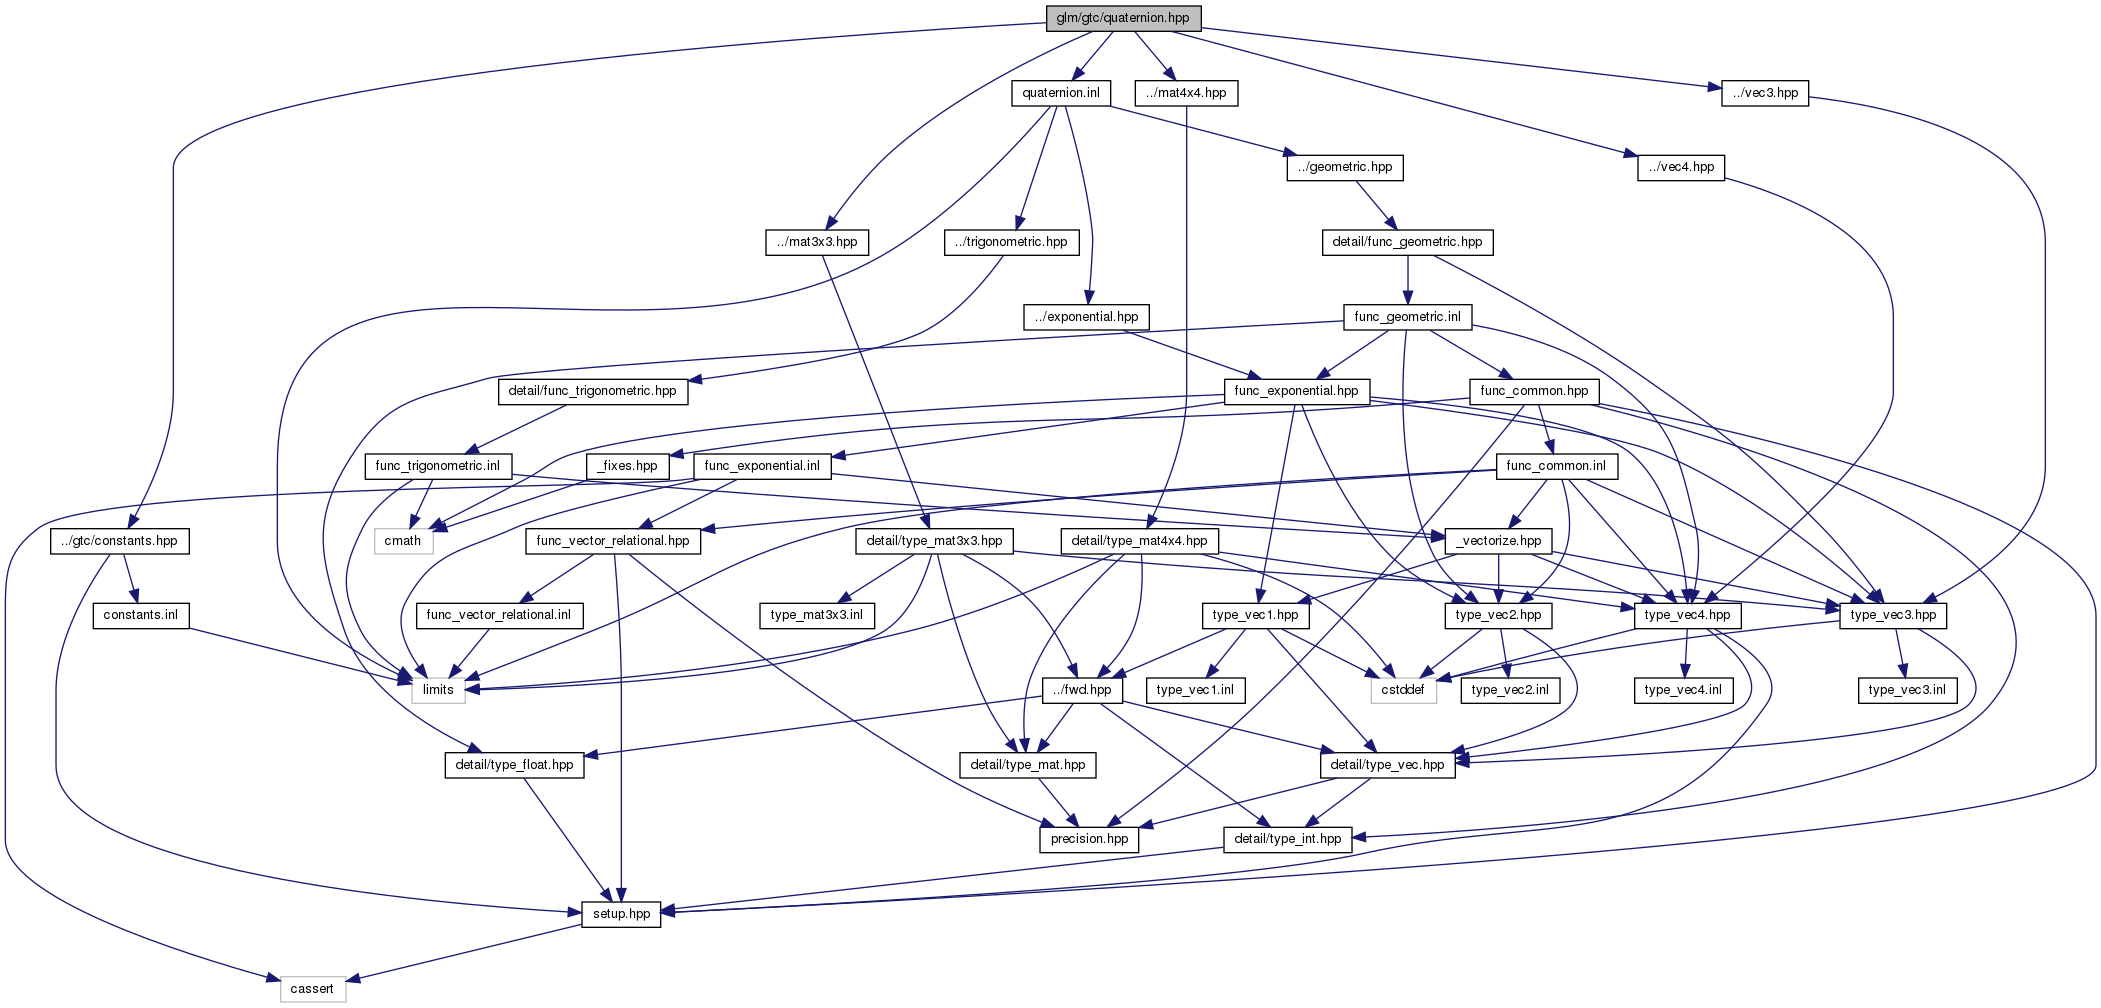 glm/gtc/quaternion.hpp
quaternion.inl
../mat4x4.hpp
../vec3.hpp
../geometric.hpp
../vec4.hpp
../mat3x3.hpp
../trigonometric.hpp
detail/func_geometric.hpp
../exponential.hpp
func_geometric.inl
detail/func_trigonometric.hpp
func_exponential.hpp
func_common.hpp
func_trigonometric.inl
_fixes.hpp
func_exponential.inl
func_common.inl
../gtc/constants.hpp
cmath
func_vector_relational.hpp
detail/type_mat3x3.hpp
detail/type_mat4x4.hpp
_vectorize.hpp
constants.inl
func_vector_relational.inl
type_mat3x3.inl
type_vec1.hpp
type_vec2.hpp
type_vec4.hpp
type_vec3.hpp
limits
../fwd.hpp
type_vec1.inl
cstddef
type_vec2.inl
type_vec4.inl
type_vec3.inl
detail/type_float.hpp
detail/type_mat.hpp
detail/type_vec.hpp
precision.hpp
detail/type_int.hpp
setup.hpp
cassert